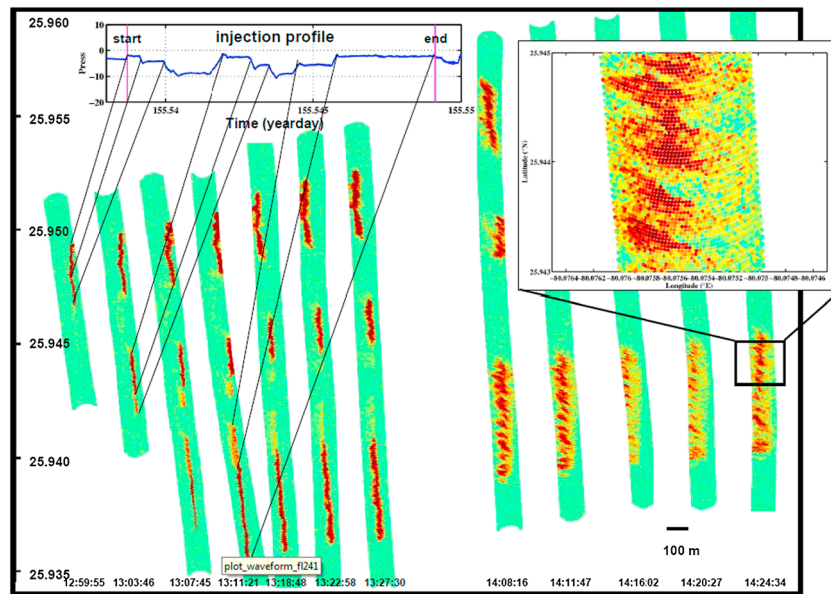 25.960
25.955
25.950
25.945
25.940
25.935
start
injection profile
end
Press
10
0
−10
−20
155.54
155.545
155.55
Time (yearday)
25.945
25.944
25.943
Latitude (°N)
−80.0764 −80.0762 −80.076 −80.0758 −80.0756 −80.0754 −80.0752 −80.075 −80.0748 −80.0746
Longitude (°E)
100 m
plot_waveform_fl241
12:59:55 13:03:46 13:07:45 13:11:21 13:18:48 13:22:58 13:27:30 14:08:16 14:11:47 14:16:02 14:20:27 14:24:34